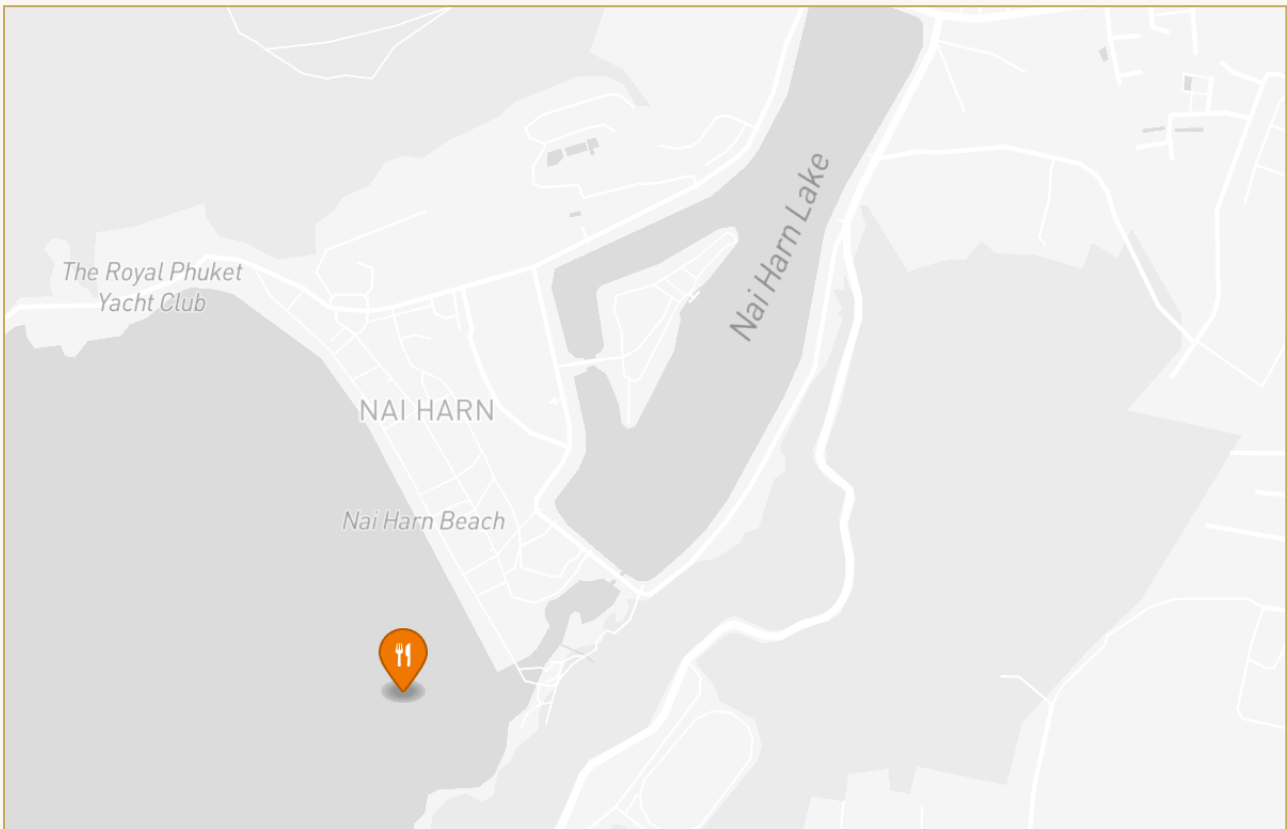 Nai Harn Lake
The Royal Phuket
Yacht Club
NAI HARN
Nai Harn Beach